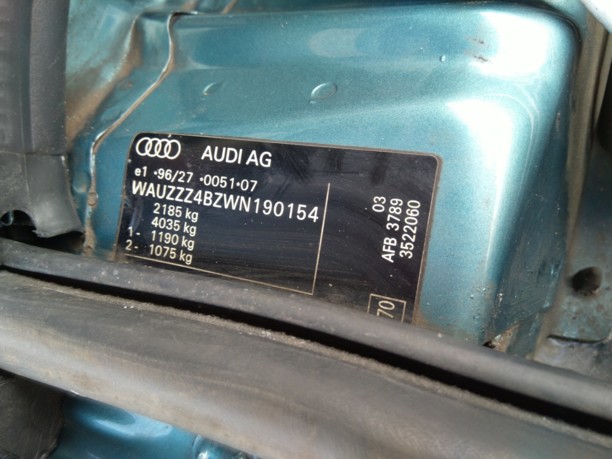 AUDI AG
e1 *96/27 *0051*07
WAUZZZ4BZWN190154
2185 kg
4035 kg
1- 1190 kg
2- 1075 kg
03
AFB 3789
3522060
70